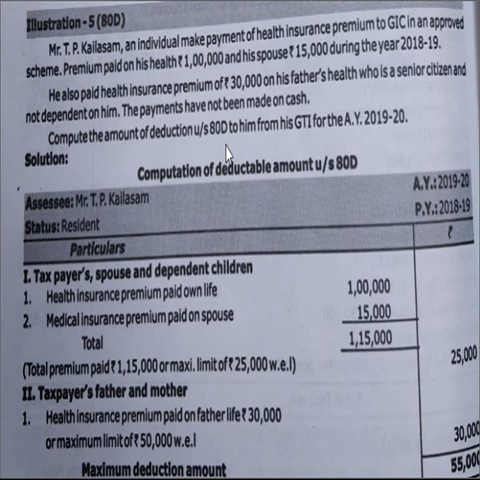 Illustration - 5 (80D)
Mr. T. P. Kailasam, an individual make payment of health insurance premium to GIC in an approved
scheme. Premium paid on his health ₹ 1,00,000 and his spouse ₹ 15,000 during the year 2018-19.
He also paid health insurance premium of ₹ 30,000 on his father's health who is a senior citizen and
not dependent on him. The payments have not been made on cash.
Compute the amount of deduction u/s 80D to him from his GTI for the A.Y. 2019-20.
Solution:
Computation of deductable amount u/s 80D
Assessee: Mr. T. P. Kailasam A.Y.: 2019-20
Status: Resident P.Y.: 2018-19
Particulars ₹
I. Tax payer's, spouse and dependent children
1. Health insurance premium paid own life 1,00,000
2. Medical insurance premium paid on spouse 15,000
Total 1,15,000
(Total premium paid ₹ 1,15,000 or maxi. limit of ₹ 25,000 w.e.l) 25,000
II. Taxpayer's father and mother
1. Health insurance premium paid on father life ₹ 30,000
or maximum limit of ₹ 50,000 w.e.l 30,000
Maximum deduction amount 55,000